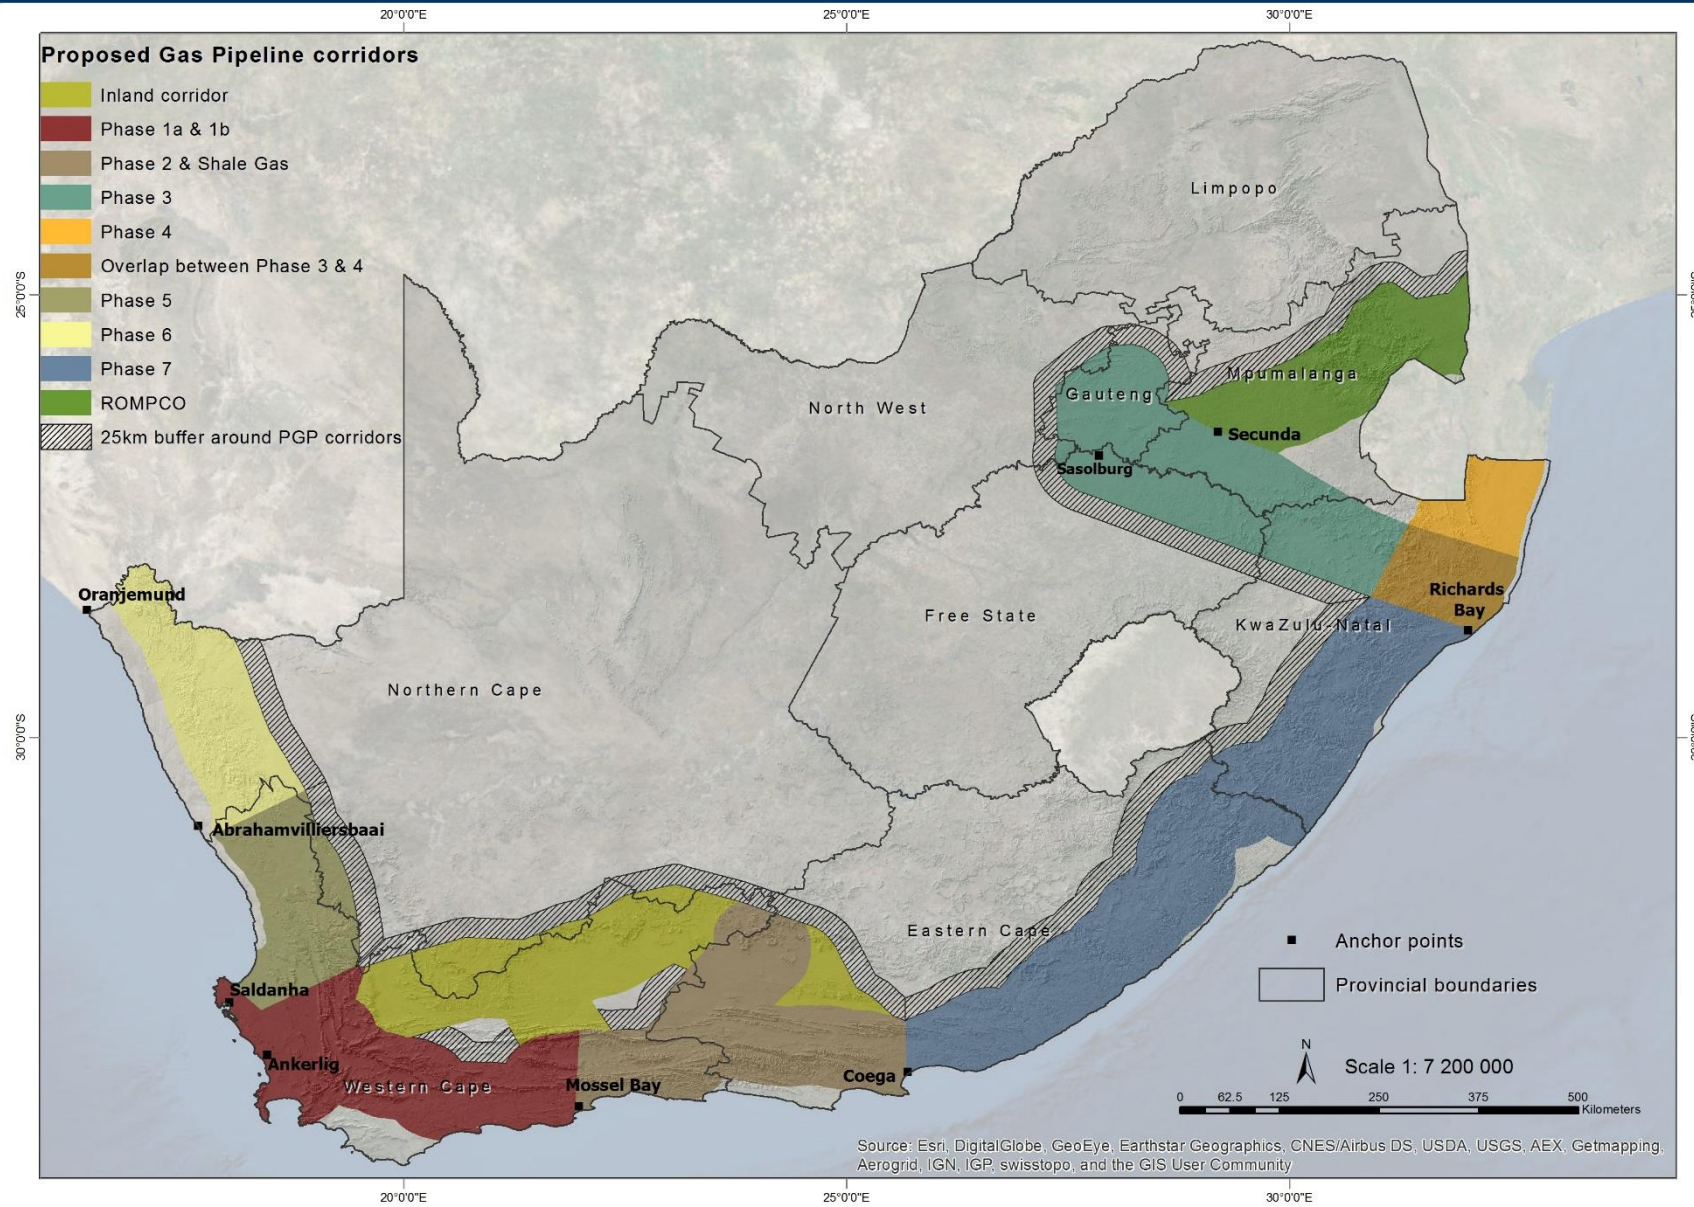 20°0'0"E
25°0'0"E
30°0'0"E
Proposed Gas Pipeline corridors
Inland corridor
Phase 1a & 1b
Phase 2 & Shale Gas
Phase 3
Phase 4
Overlap between Phase 3 & 4
Phase 5
Phase 6
Phase 7
ROMPCO
25km buffer around PGP corridors
Limpopo
25°0'0"S
Mpumalanga
Gauteng
North West
Secunda
Sasolburg
Oranjemund
Richards
Bay
Free State
KwaZulu-Natal
Northern Cape
30°0'0"S
Abrahamvilliersbaai
Eastern Cape
Anchor points
Provincial boundaries
Saldanha
Ankerlig
Western Cape
Mossel Bay
Coega
N
Scale 1: 7 200 000
0 62.5 125 250 375 500
Kilometers
Source: Esri, DigitalGlobe, GeoEye, Earthstar Geographics, CNES/Airbus DS, USDA, USGS, AEX, Getmapping,
Aerogrid, IGN, IGP, swisstopo, and the GIS User Community
20°0'0"E
25°0'0"E
30°0'0"E